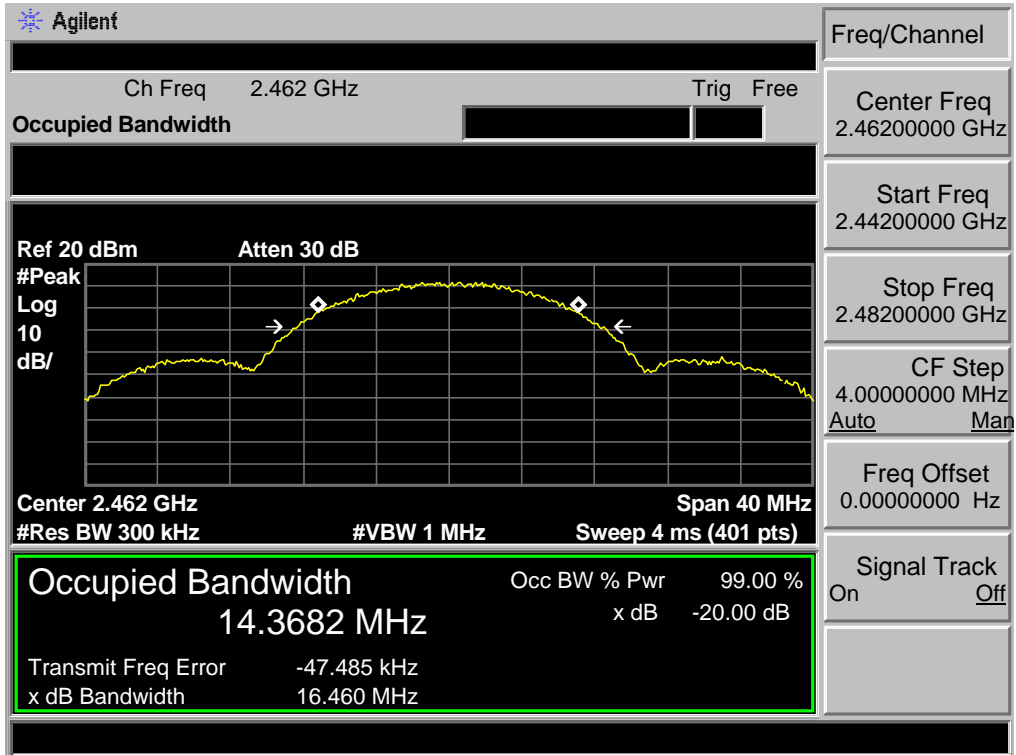 Agilent
Freq/Channel
Ch Freq 2.462 GHz Trig Free
Occupied Bandwidth
Center Freq
2.46200000 GHz
Start Freq
2.44200000 GHz
Stop Freq
2.48200000 GHz
CF Step
4.00000000 MHz
Auto Man
Freq Offset
0.00000000 Hz
Signal Track
On Off
Ref 20 dBm Atten 30 dB
#Peak
Log
10
dB/
Center 2.462 GHz Span 40 MHz
#Res BW 300 kHz #VBW 1 MHz Sweep 4 ms (401 pts)
Occupied Bandwidth Occ BW % Pwr 99.00 %
14.3682 MHz x dB -20.00 dB
Transmit Freq Error -47.485 kHz
x dB Bandwidth 16.460 MHz